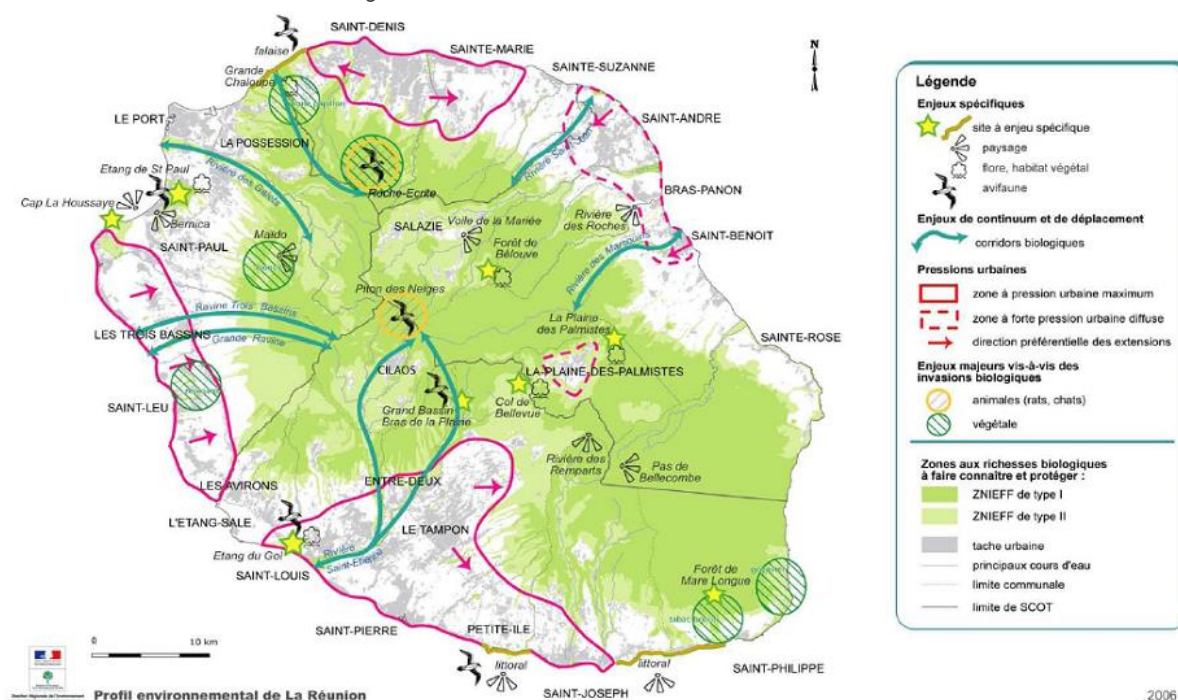 SAINT-DENIS
falaise
SAINTE-MARIE
Grande
Chaloupe
SAINTE-SUZANNE
N
LE PORT
SAINT-ANDRE
LA POSSESSION
Rivière des Galets
Etang de St Paul
Roche-Ecrite
BRAS-PANON
Cap La Houssaye
Bernica
SALAZIE
Voile de la Mariée
Rivière
des Roches
SAINT-PAUL
Maïdo
Forêt de
Bélouve
SAINT-BENOIT
Rivière des Marsouins
Piton des Neiges
Ravine Trois Bassins
La Plaine
des Palmistes
LES TROIS BASSINS
Grande Ravine
SAINTE-ROSE
CILAOS
LA-PLAINE-DES-PALMISTES
SAINT-LEU
Grand Bassin
Bras de la Plaine
Col de
Bellevue
Rivière des
Remparts
Pas de
Bellecombe
LES AVIRONS
ENTRE-DEUX
L'ETANG-SALE
LE TAMPON
Etang du Gol
Rivière
Saint-Etienne
SAINT-LOUIS
Forêt de
Mare Longue
SAINT-PIERRE
PETITE-ILE
littoral
littoral
SAINT-PHILIPPE
SAINT-JOSEPH
0
10 km
Profil environnemental de La Réunion
2006
Légende
Enjeux spécifiques
site à enjeu spécifique
paysage
flore, habitat végétal
avifaune
Enjeux de continuum et de déplacement
corridors biologiques
Pressions urbaines
zone à pression urbaine maximum
zone à forte pression urbaine diffuse
direction préférentielle des extensions
Enjeux majeurs vis-à-vis des
invasions biologiques
animales (rats, chats)
végétale
Zones aux richesses biologiques
à faire connaître et protéger :
ZNIEFF de type I
ZNIEFF de type II
tache urbaine
principaux cours d'eau
limite communale
limite de SCOT